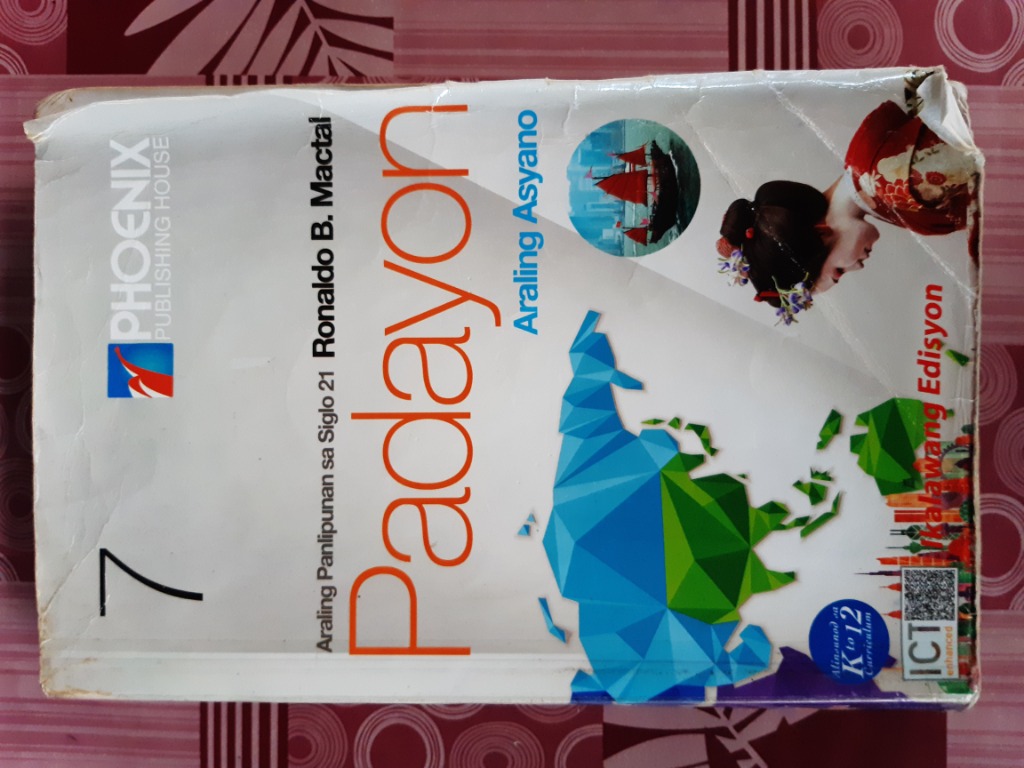 7
PHOENIX
PUBLISHING HOUSE
Araling Panlipunan sa Siglo 21 Ronaldo B. Mactal
Padayon
Araling Asyano
Alinsunod sa
K to 12
Curriculum
ICT
enhanced
Ikalawang Edisyon